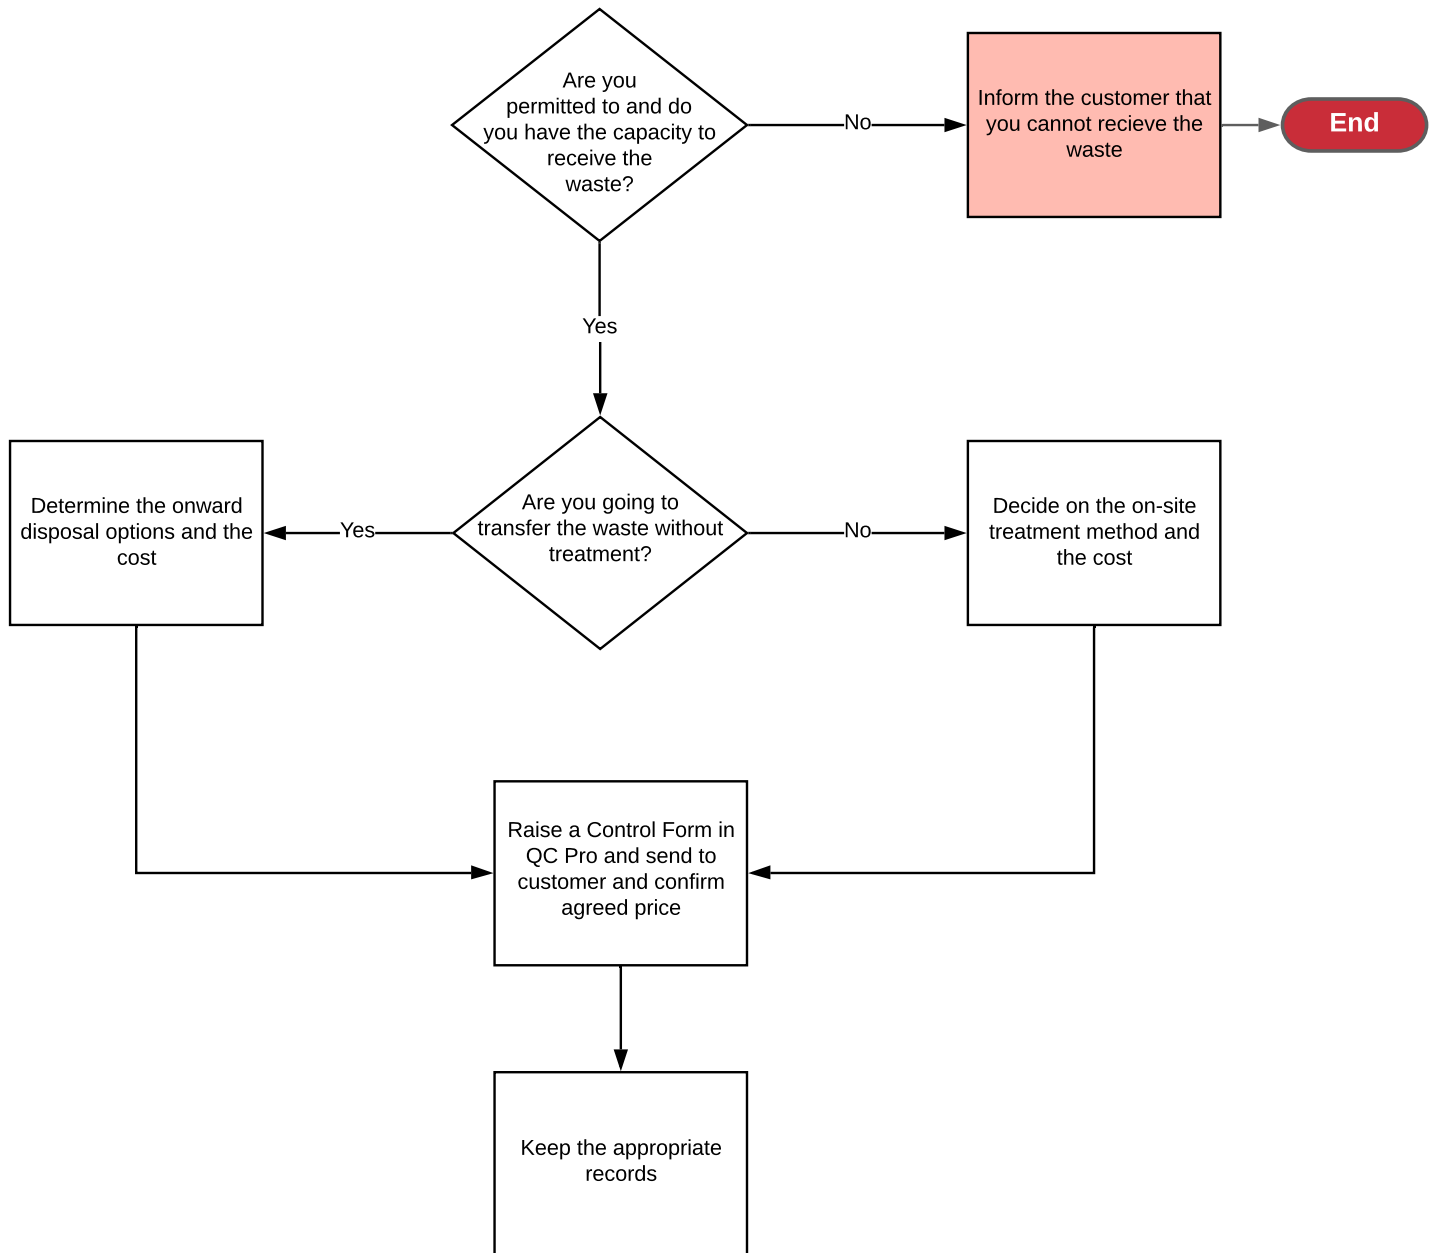 Are you
permitted to and do
you have the capacity to
receive the
waste?
No
Inform the customer that
you cannot recieve the
waste
End
Yes
Determine the onward
disposal options and the
cost
Yes
Are you going to
transfer the waste without
treatment?
No
Decide on the on-site
treatment method and
the cost
Raise a Control Form in
QC Pro and send to
customer and confirm
agreed price
Keep the appropriate
records